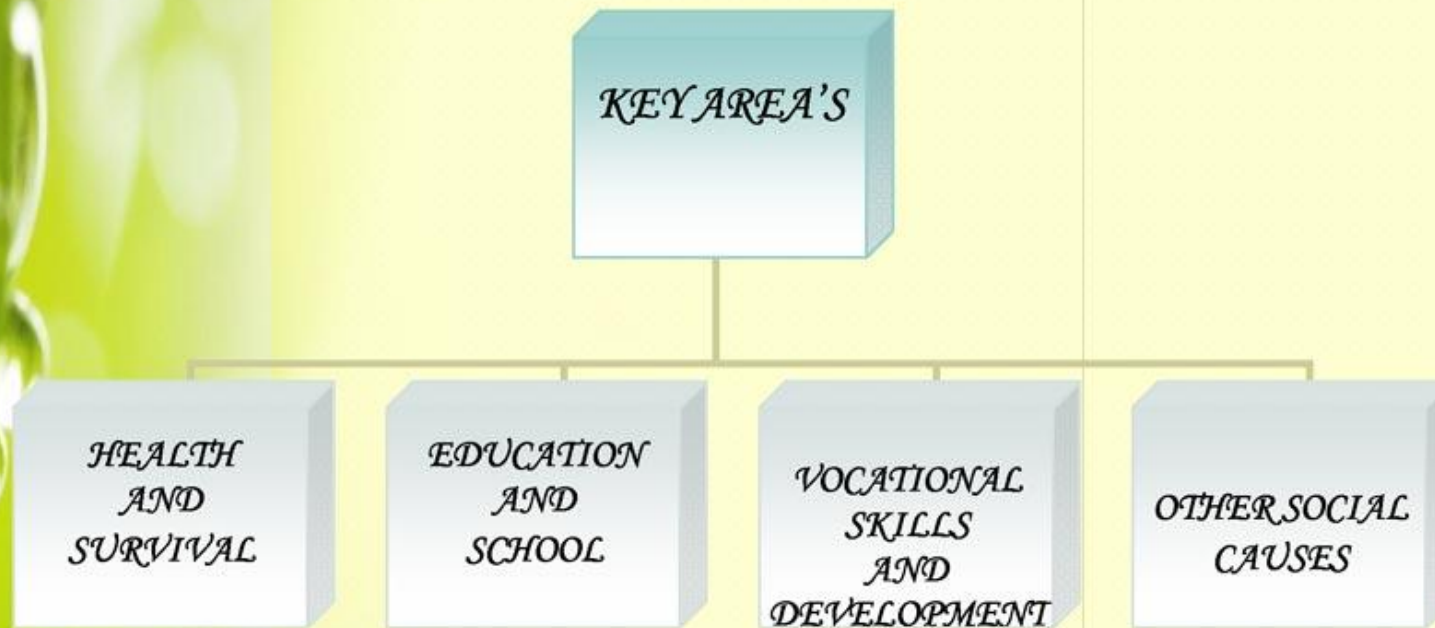 KEY AREA'S
HEALTH
AND
SURVIVAL
EDUCATION
AND
SCHOOL
VOCATIONAL
SKILLS
AND
DEVELOPMENT
OTHER SOCIAL
CAUSES